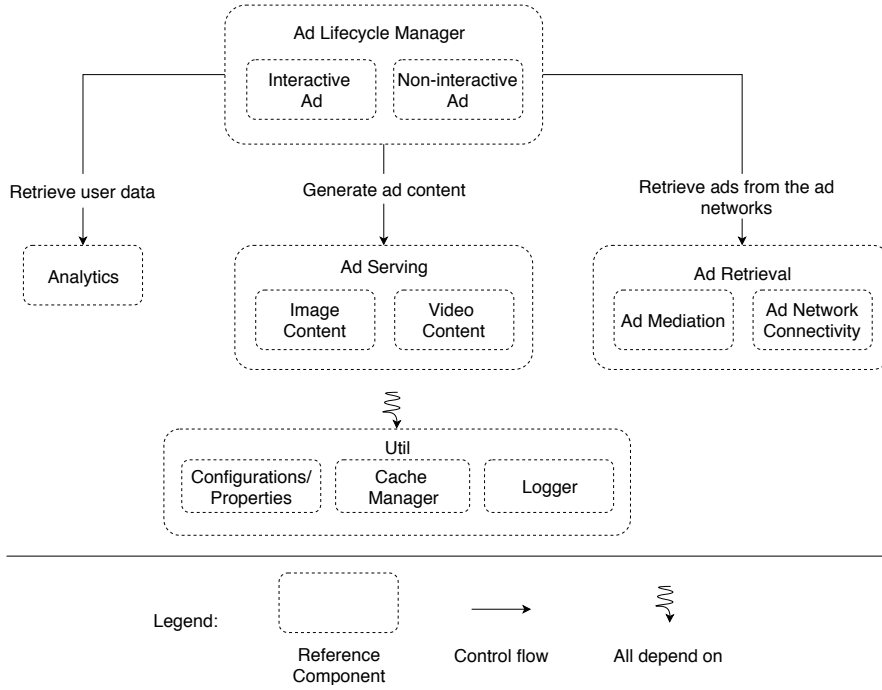 Ad Lifecycle Manager
Interactive
Ad
Non-interactive
Ad
Retrieve user data
Generate ad content
Retrieve ads from the ad
networks
Analytics
Ad Serving
Image
Content
Video
Content
Ad Retrieval
Ad Mediation
Ad Network
Connectivity
Util
Configurations/
Properties
Cache
Manager
Logger
Legend:
Reference
Component
Control flow
All depend on